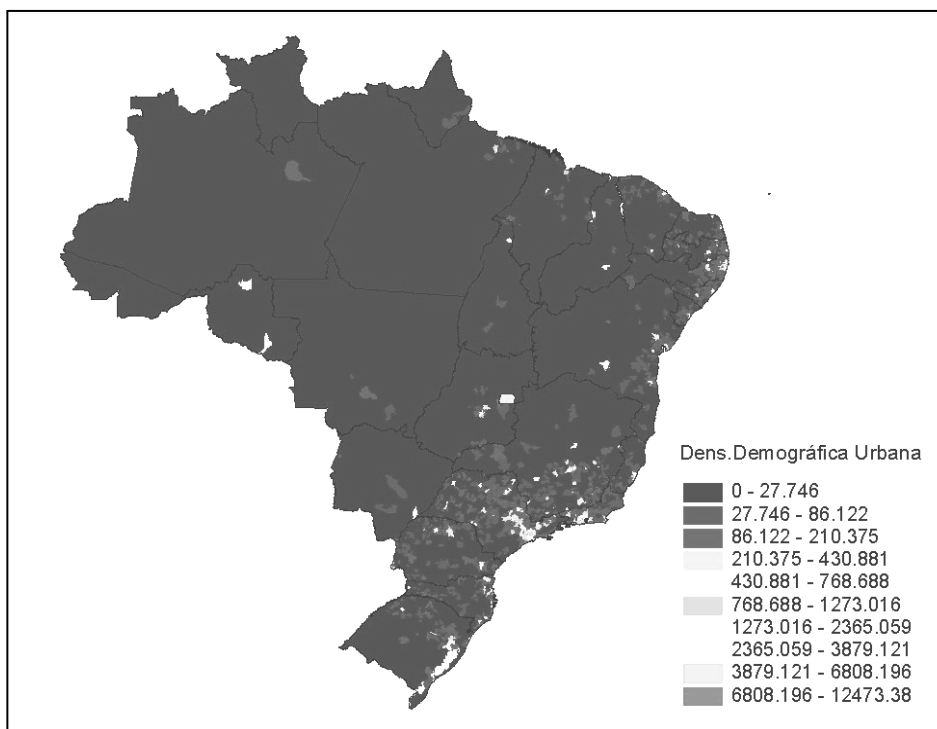 Dens.Demográfica Urbana
0 - 27.746
27.746 - 86.122
86.122 - 210.375
210.375 - 430.881
430.881 - 768.688
768.688 - 1273.016
1273.016 - 2365.059
2365.059 - 3879.121
3879.121 - 6808.196
6808.196 - 12473.38